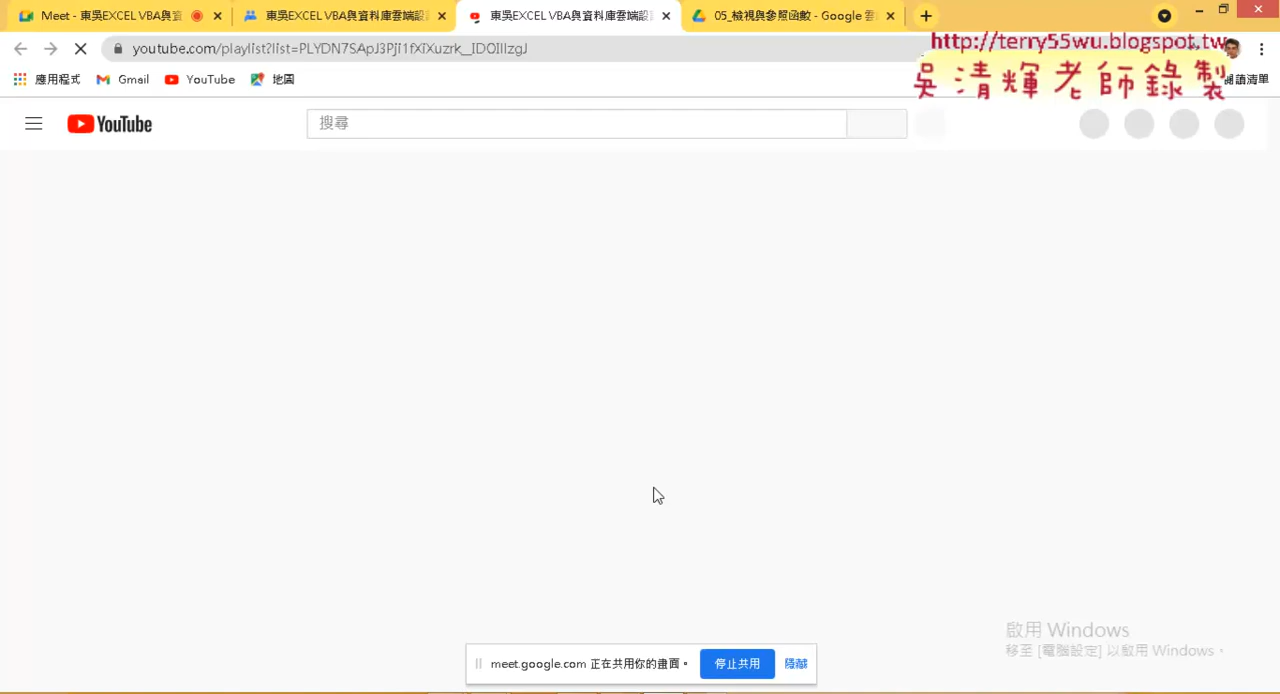 Meet - 東吳EXCEL VBA與資
東吳EXCEL VBA與資料庫雲端設
東吳EXCEL VBA與資料庫雲端設
05_檢視與參照函數 - Google 雲
http://terry55wu.blogspot.tw
吳清輝老師錄製
應用程式
Gmail
YouTube
地圖
閱讀清單
YouTube
搜尋
啟用 Windows
移至 [電腦設定] 以啟用 Windows。
meet.google.com 正在共用你的畫面。
停止共用
隱藏